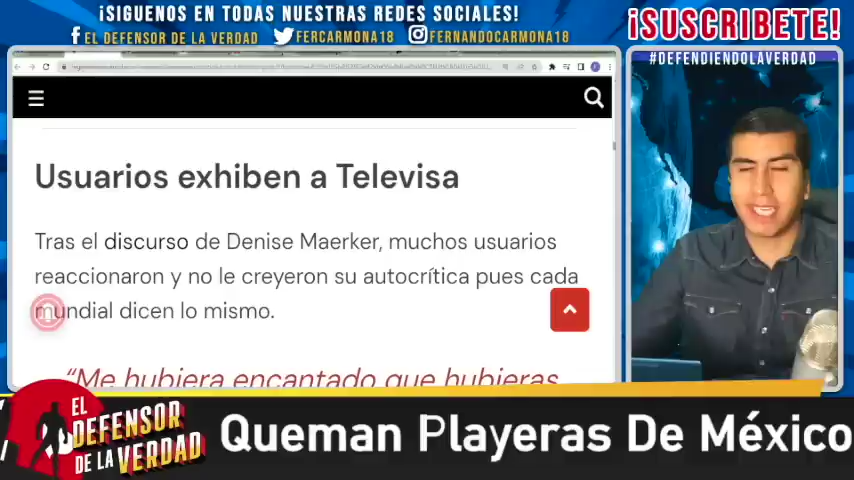 ¡SIGUENOS EN TODAS NUESTRAS REDES SOCIALES!
EL DEFENSOR DE LA VERDAD
FERCARMONA18
FERNANDOCARMONA18
¡SUSCRIBETE!
#DEFENDIENDOLAVERDAD
Usuarios exhiben a Televisa
Tras el discurso de Denise Maerker, muchos usuarios
reaccionaron y no le creyeron su autocrítica pues cada
mundial dicen lo mismo.
“Me hubiera encantado que hubieras
EL
DEFENSOR
DE LA VERDAD
Queman Playeras De México